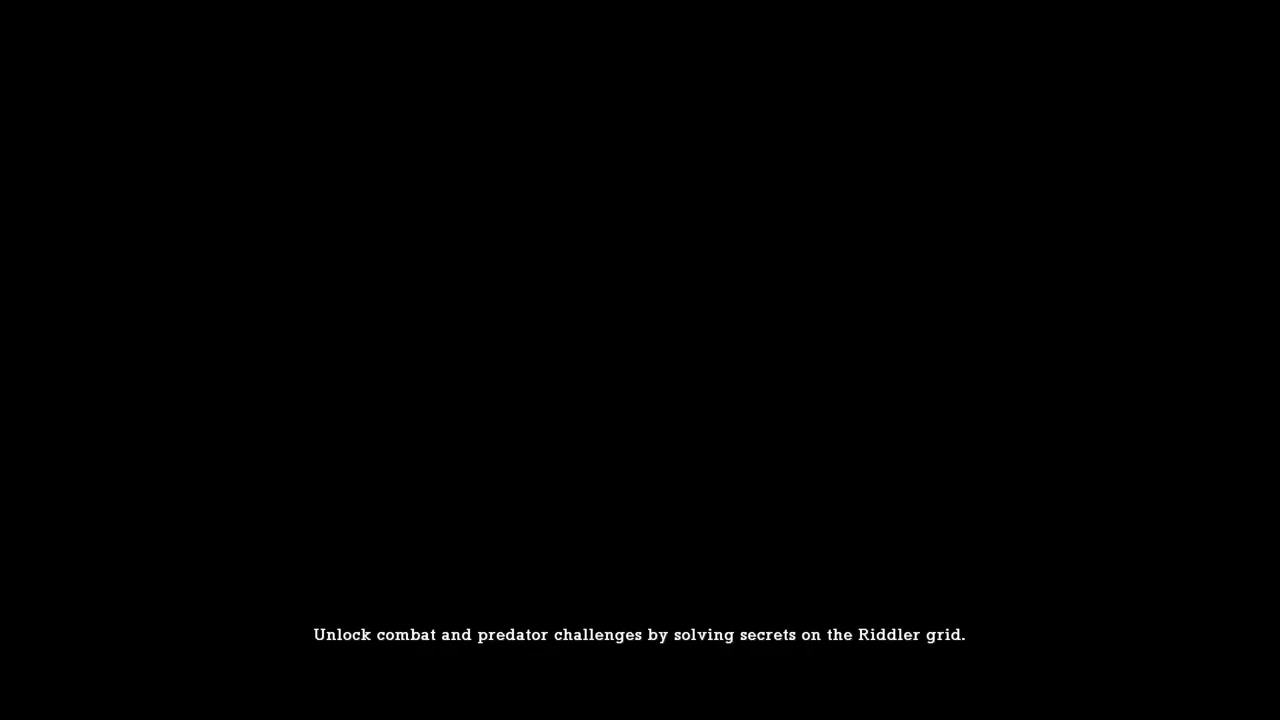 Unlock combat and predator challenges by solving secrets on the Riddler grid.